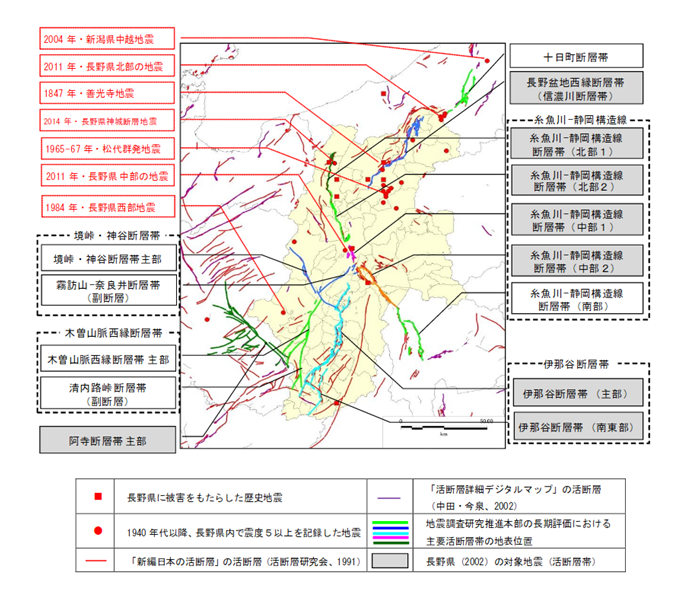 2004 年・新潟県中越地震
2011 年・長野県北部の地震
1847 年・善光寺地震
2014 年・長野県神城断層地震
1965-67 年・松代群発地震
2011 年・長野県中部の地震
1984 年・長野県西部地震
境峠・神谷断層帯
境峠・神谷断層帯主部
霧訪山−奈良井断層帯
（副断層）
木曽山脈西縁断層帯
木曽山脈西縁断層帯主部
清内路峠断層帯
（副断層）
阿寺断層帯主部
十日町断層帯
長野盆地西縁断層帯
（信濃川断層帯）
糸魚川−静岡構造線
断層帯
糸魚川−静岡構造線
断層帯（北部１）
糸魚川−静岡構造線
断層帯（北部２）
糸魚川−静岡構造線
断層帯（中部１）
糸魚川−静岡構造線
断層帯（中部２）
糸魚川−静岡構造線
断層帯（南部）
伊那谷断層帯
伊那谷断層帯（主部）
伊那谷断層帯（南東部）
0 50.00
km
長野県に被害をもたらした歴史地震
1940 年代以降、長野県内で震度５以上を記録した地震
「新編日本の活断層」の活断層（活断層研究会、1991）
「活断層詳細デジタルマップ」の活断層
（中田・今泉、2002）
地震調査研究推進本部の長期評価における
主要活断層帯の地表位置
長野県（2002）の対象地震（活断層帯）